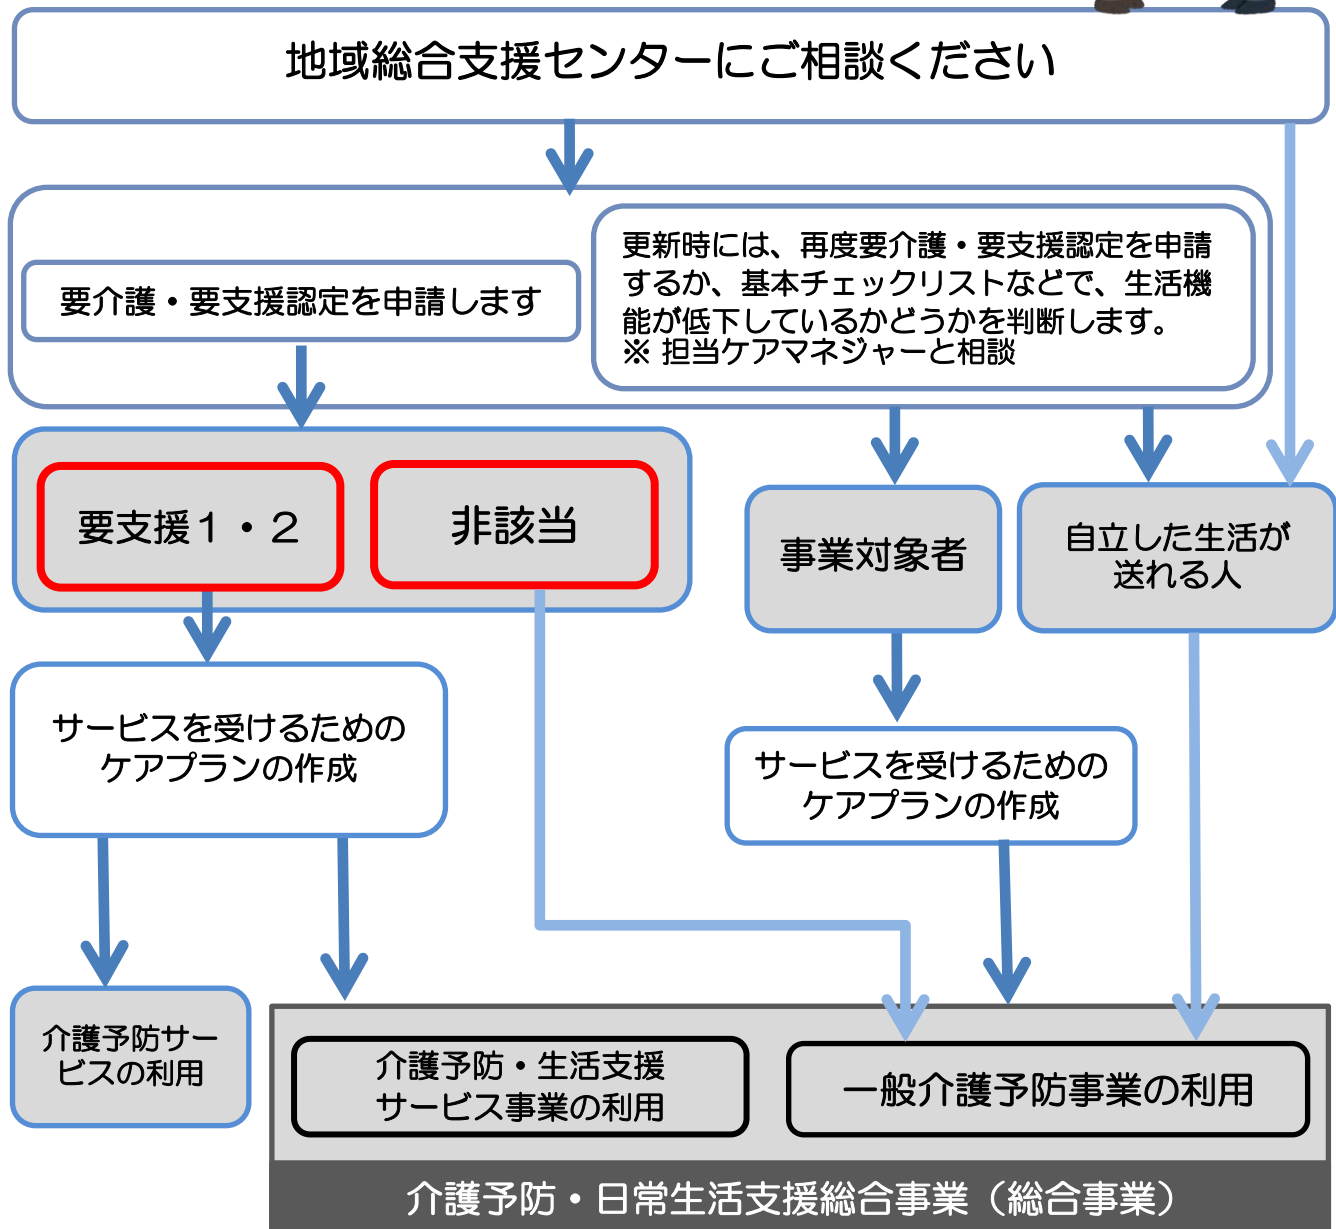 地域総合支援センターにご相談ください
要介護・要支援認定を申請します
更新時には、再度要介護・要支援認定を申請
するか、基本チェックリストなどで、生活機
能が低下しているかどうかを判断します。
※ 担当ケアマネジャーと相談
要支援１・２
非該当
事業対象者
自立した生活が
送れる人
サービスを受けるための
ケアプランの作成
サービスを受けるための
ケアプランの作成
介護予防サー
ビスの利用
介護予防・生活支援
サービス事業の利用
一般介護予防事業の利用
介護予防・日常生活支援総合事業（総合事業）